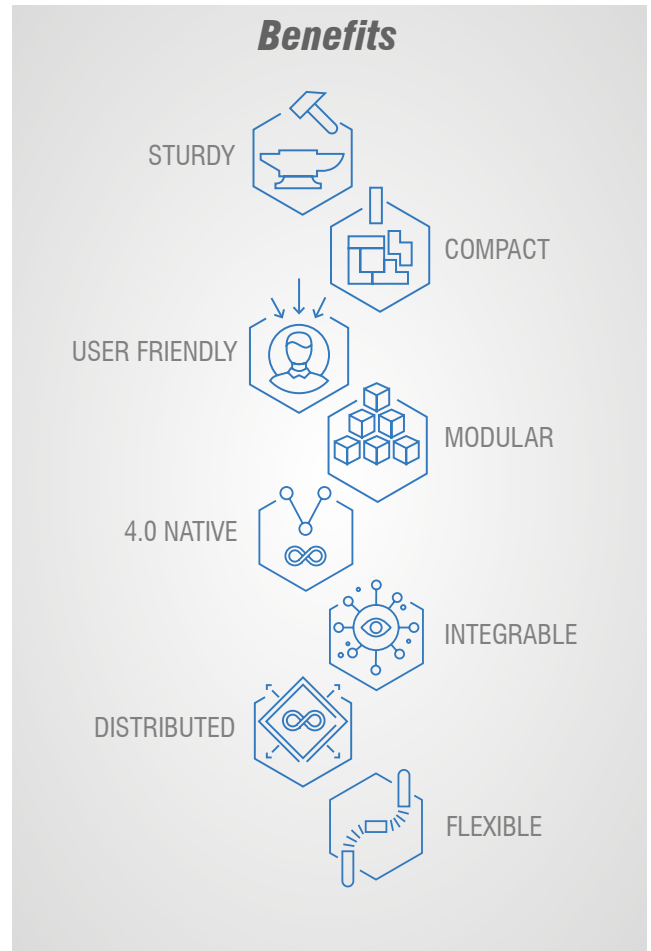 Benefits
STURDY
COMPACT
USER FRIENDLY
MODULAR
4.0 NATIVE
INTEGRABLE
DISTRIBUTED
FLEXIBLE